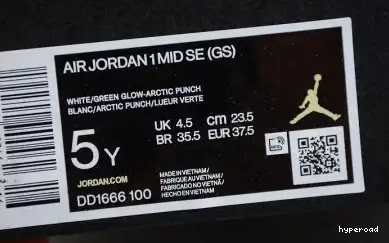 AIR JORDAN 1 MID SE (GS)
WHITE/GREEN GLOW-ARCTIC PUNCH
BLANC/ARCTIC PUNCH/LUEUR VERTE
5Y
UK 4.5 cm 23.5
BR 35.5 EUR 37.5
JORDAN.COM
DD1666 100
MADE IN VIETNAM/
FABRIQUE AU VIETNAM/
FABRICADO NO VIETNÃ/
HECHO EN VIETNAM
hyperoad